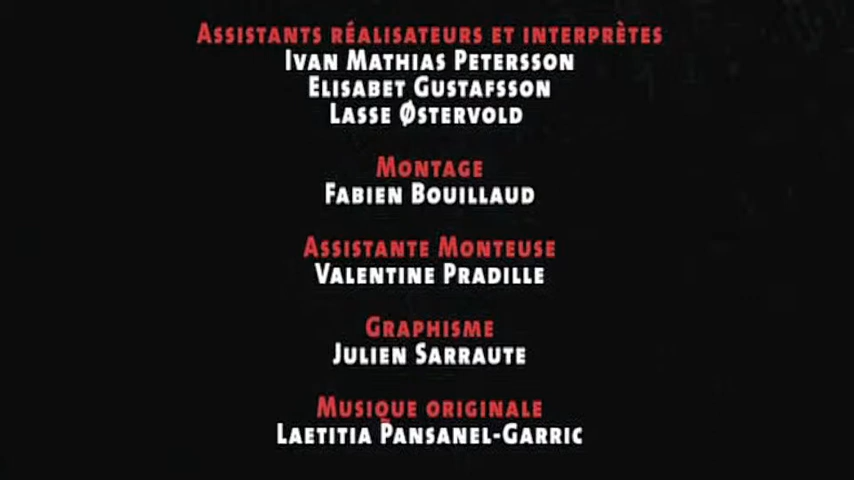 Assistants réalisateurs et interprètes
Ivan Mathias Petersson
Elisabet Gustafsson
Lasse Østervold
Montage
Fabien Bouillaud
Assistante Monteuse
Valentine Pradille
Graphisme
Julien Sarraute
Musique originale
Laetitia Pansanel-Garric